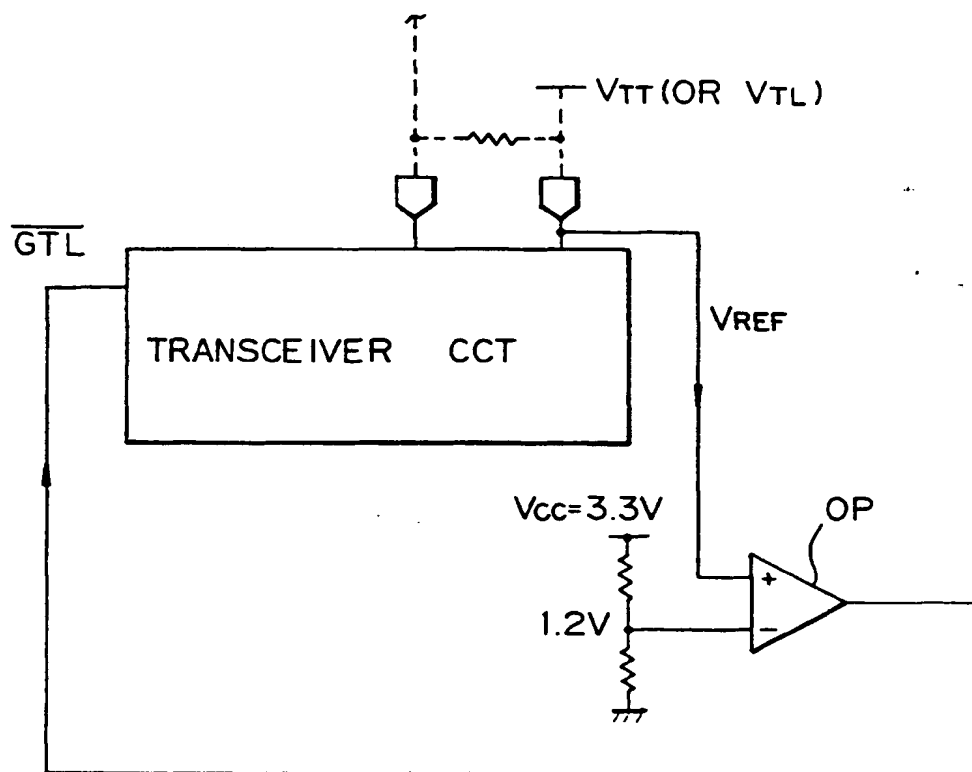 VTT (OR VTL)
GTL
TRANSCEIVER CCT
VREF
VCC=3.3V
OP
1.2V
+
−